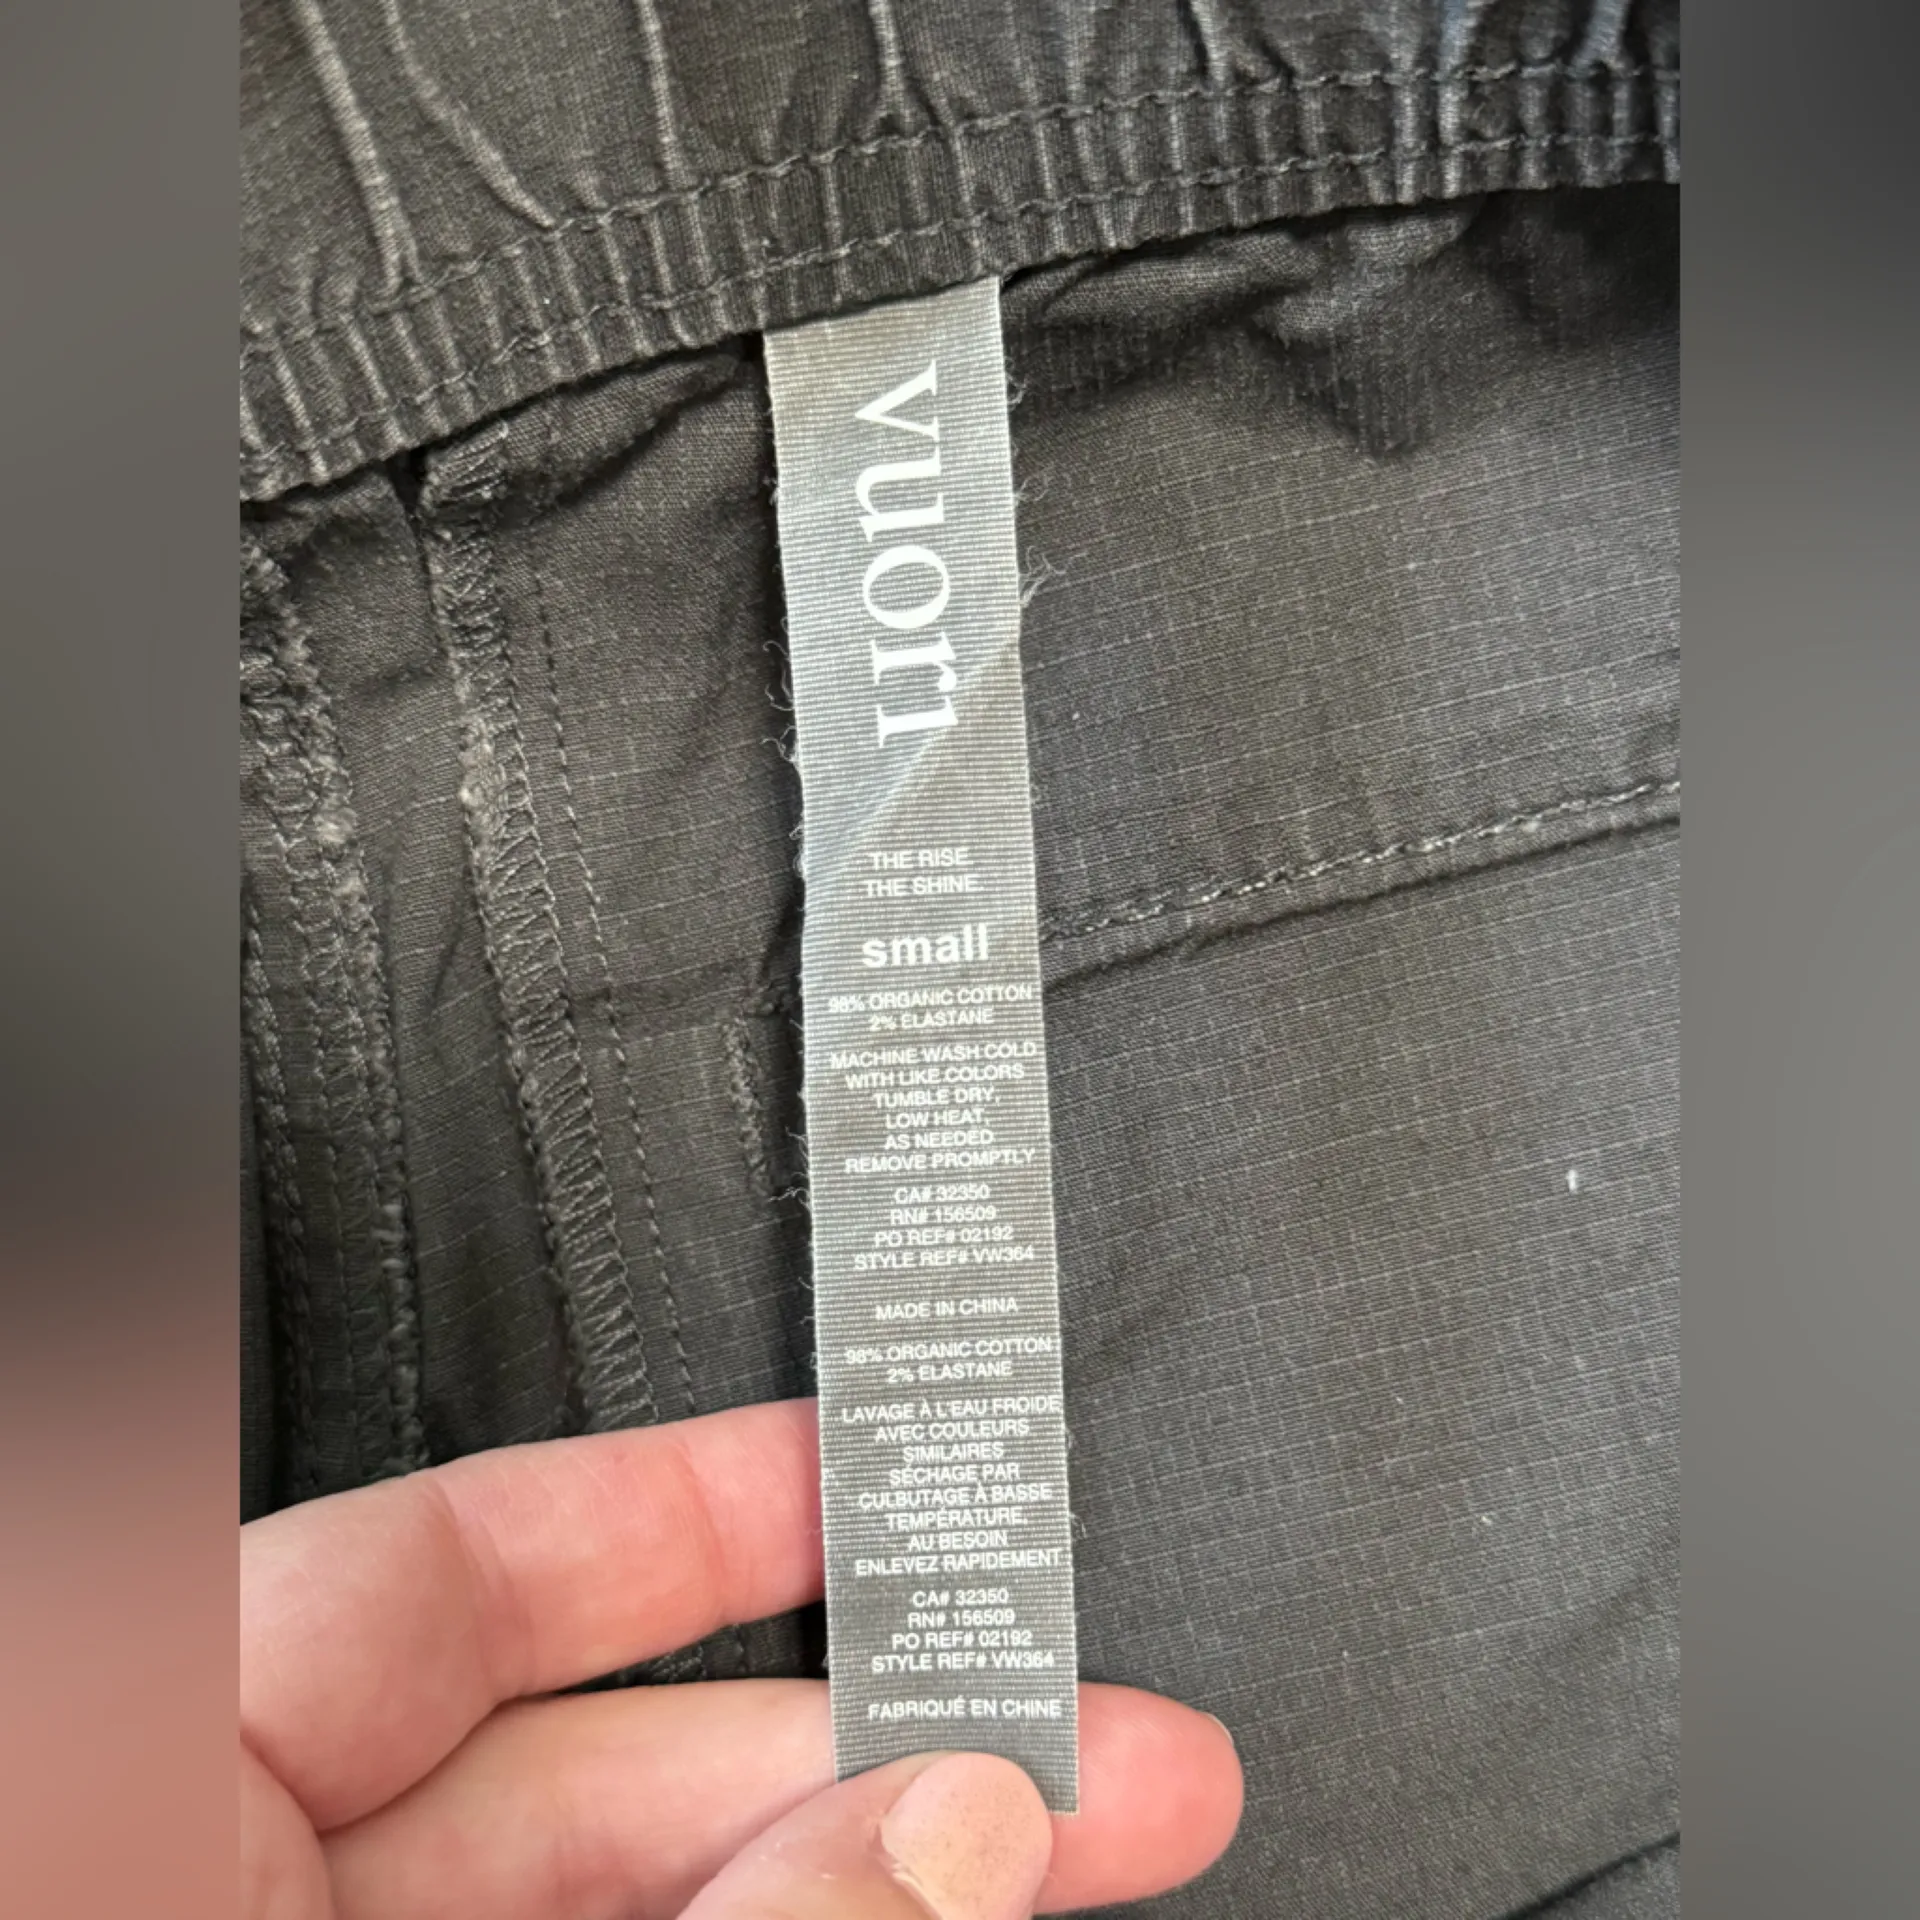 vuori
THE RISE.
THE SHINE.
small
98% ORGANIC COTTON
2% ELASTANE
MACHINE WASH COLD
WITH LIKE COLORS
TUMBLE DRY,
LOW HEAT,
AS NEEDED
REMOVE PROMPTLY
CA# 32350
RN# 156509
PO REF# 02192
STYLE REF# VW364
MADE IN CHINA
98% ORGANIC COTTON
2% ELASTANE
LAVAGE À L'EAU FROIDE
AVEC COULEURS
SIMILAIRES
SÉCHAGE PAR
CULBUTAGE À BASSE
TEMPÉRATURE,
AU BESOIN
ENLEVEZ RAPIDEMENT
CA# 32350
RN# 156509
PO REF# 02192
STYLE REF# VW364
FABRIQUÉ EN CHINE